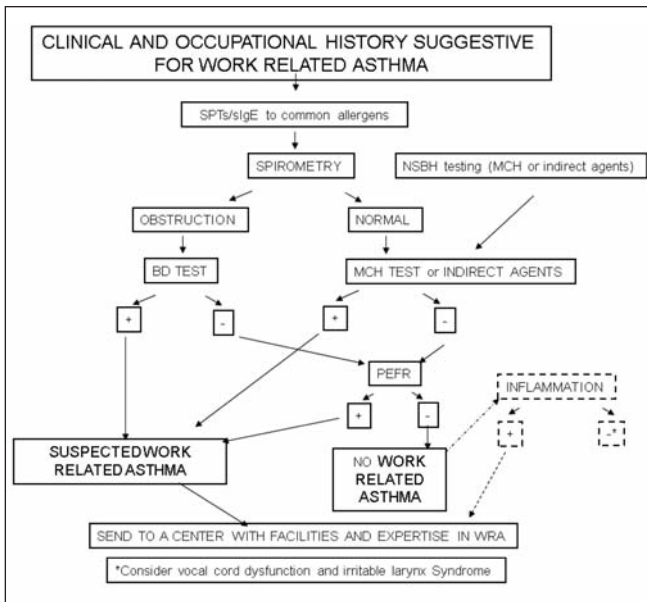 CLINICAL AND OCCUPATIONAL HISTORY SUGGESTIVE
FOR WORK RELATED ASTHMA
SPTs/sIgE to common allergens
SPIROMETRY
NSBH testing (MCH or indirect agents)
OBSTRUCTION
NORMAL
BD TEST
MCH TEST or INDIRECT AGENTS
+
-
+
-
PEFR
INFLAMMATION
+
-
+
-*
SUSPECTED WORK
RELATED ASTHMA
NO WORK
RELATED
ASTHMA
SEND TO A CENTER WITH FACILITIES AND EXPERTISE IN WRA
*Consider vocal cord dysfunction and irritable larynx Syndrome